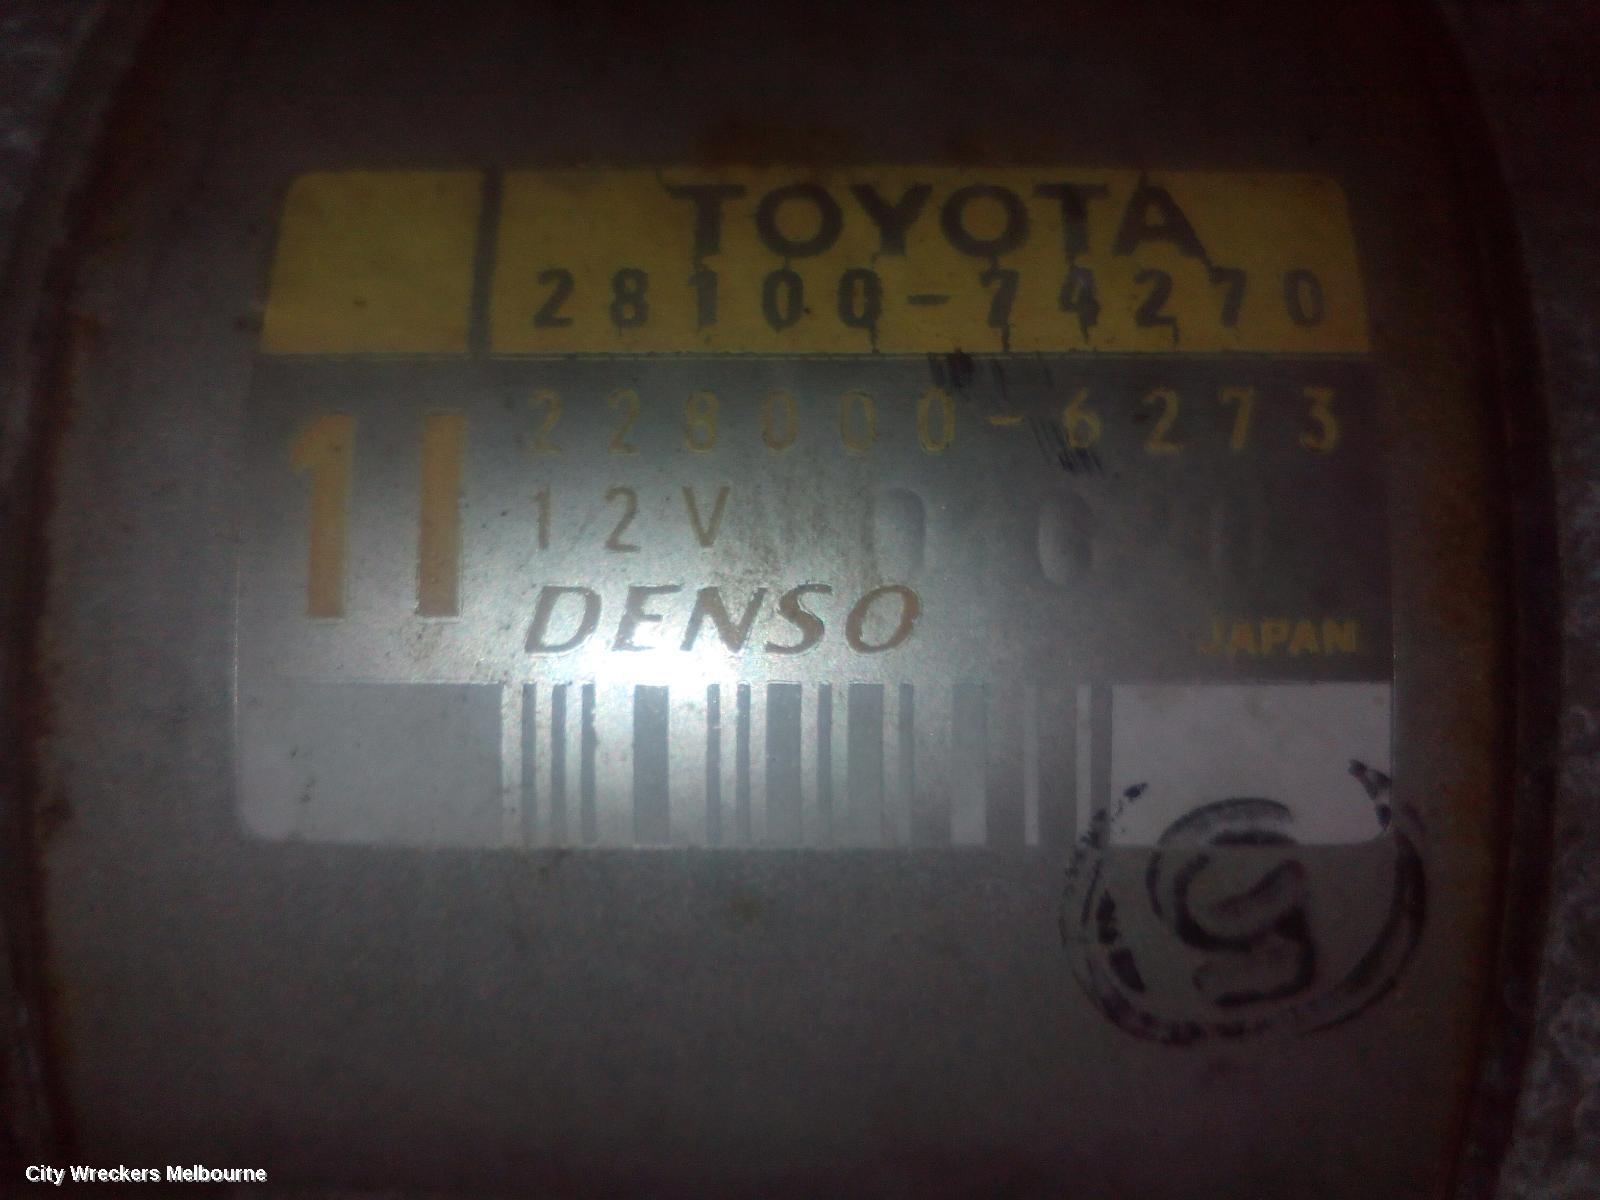 TOYOTA
28100-74270
11
228000-6273
12V
DENSO
JAPAN
City Wreckers Melbourne